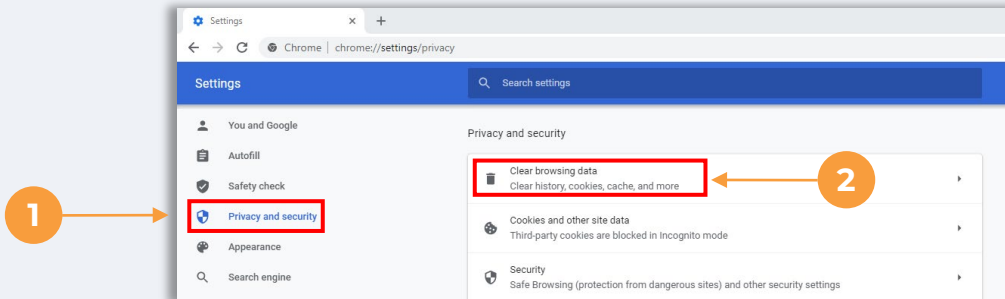 Settings
Chrome | chrome://settings/privacy
Settings
Search settings
You and Google
Autofill
Safety check
Privacy and security
Appearance
Search engine
1
Privacy and security
Clear browsing data
Clear history, cookies, cache, and more
2
Cookies and other site data
Third-party cookies are blocked in Incognito mode
Security
Safe Browsing (protection from dangerous sites) and other security settings